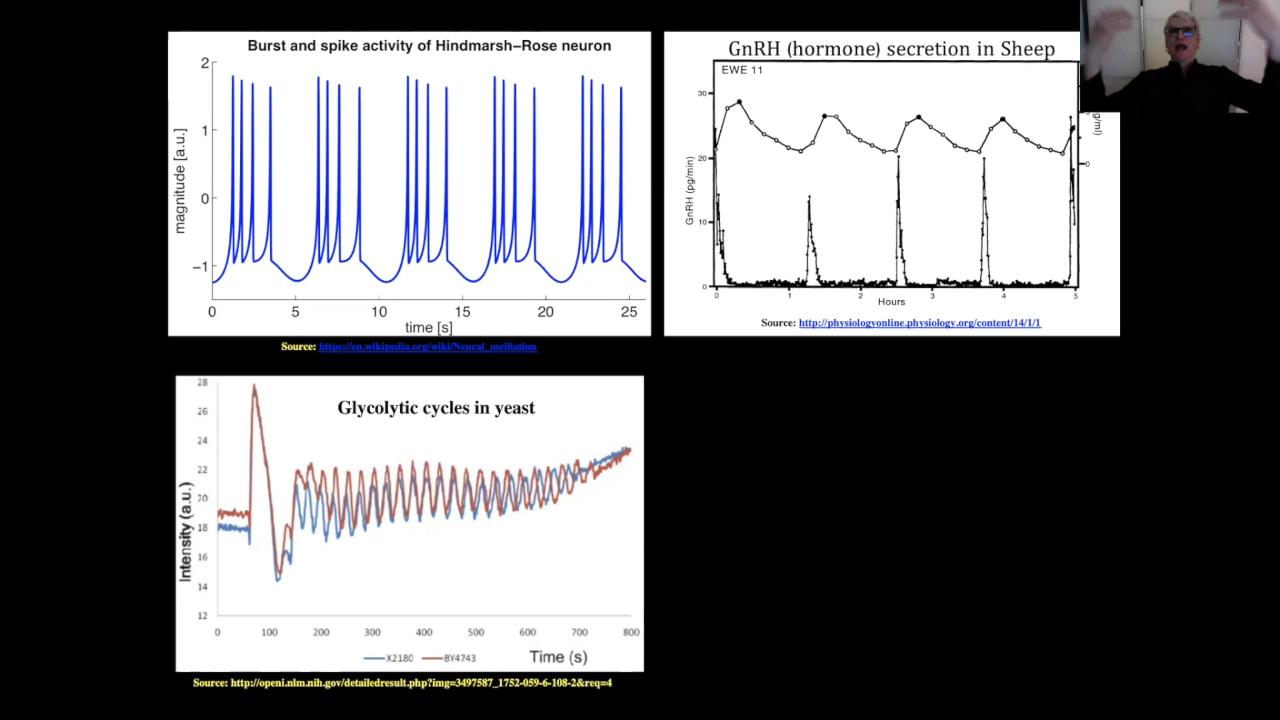 Burst and spike activity of Hindmarsh−Rose neuron
2
1
0
−1
magnitude [a.u.]
0 5 10 15 20 25
time [s]
Source: https://en.wikipedia.org/wiki/Neural_oscillation
GnRH (hormone) secretion in Sheep
EWE 11
30
20
10
0
GnRH (pg/min)
g/ml)
0
0 1 2 3 4 5
Hours
Source: http://physiologyonline.physiology.org/content/14/1/1
Glycolytic cycles in yeast
28
26
24
22
20
18
16
14
12
Intensity (a.u.)
0 100 200 300 400 500 600 700 800
X2180 BY4743 Time (s)
Source: http://openi.nlm.nih.gov/detailedresult.php?img=3497587_1752-059-6-108-2&req=4